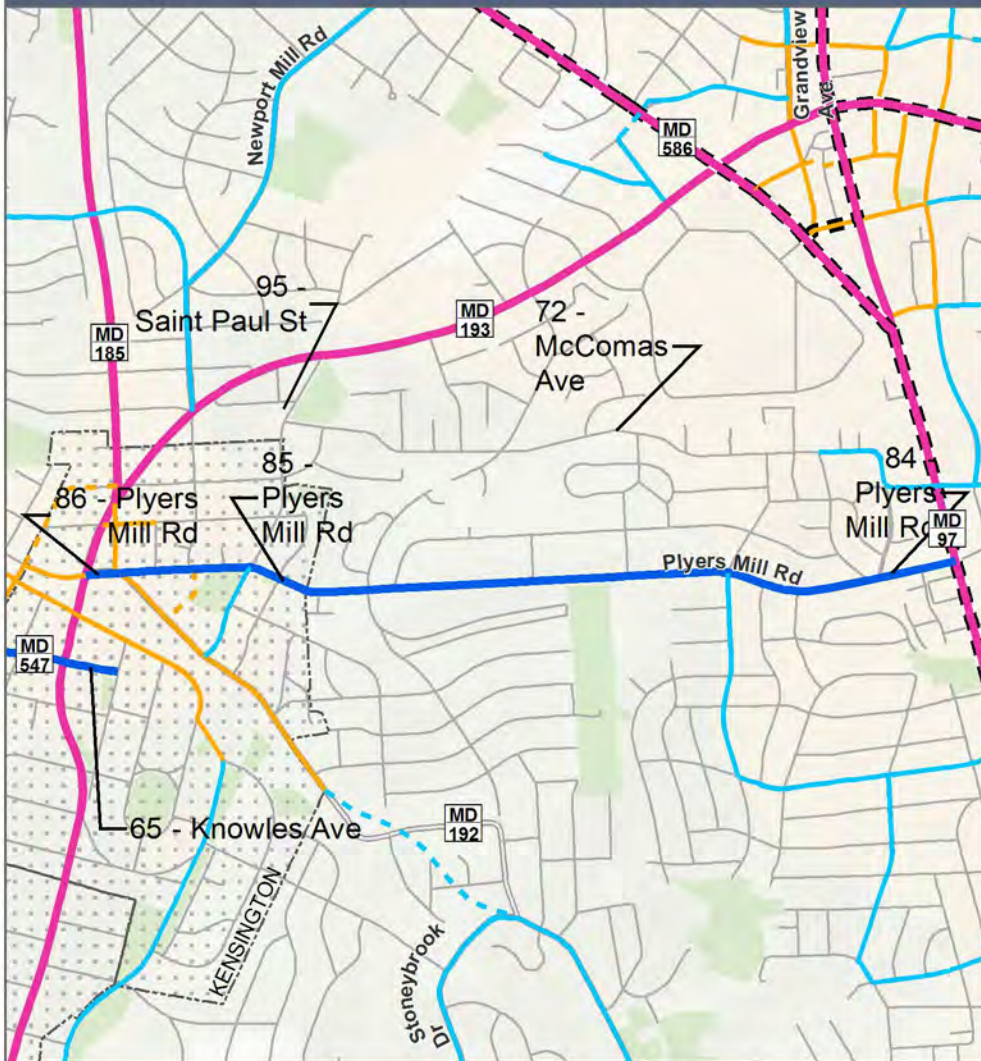 Newport Mill Rd
Grandview
Ave
MD
586
95 -
Saint Paul St
MD
193
72 -
McComas
Ave
MD
185
86 - Plyers
Mill Rd
85 -
Plyers
Mill Rd
84 -
Plyers
Mill Rd
MD
97
Plyers Mill Rd
MD
547
65 - Knowles Ave
MD
192
KENSINGTON
Stoneybrook
Dr